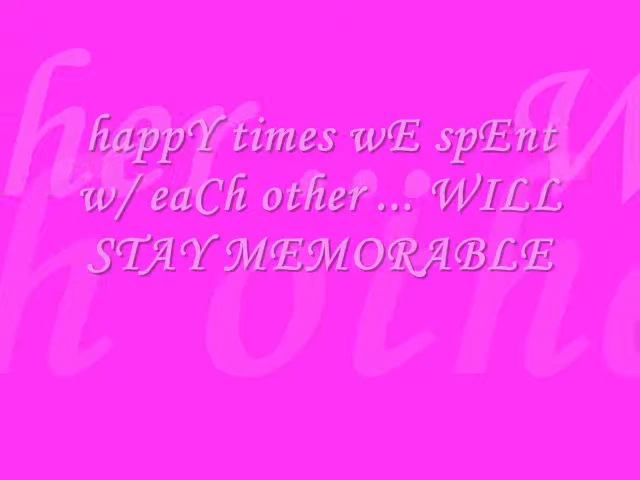 happY times wE spEnt
w/ eaCh other ... WILL
STAY MEMORABLE